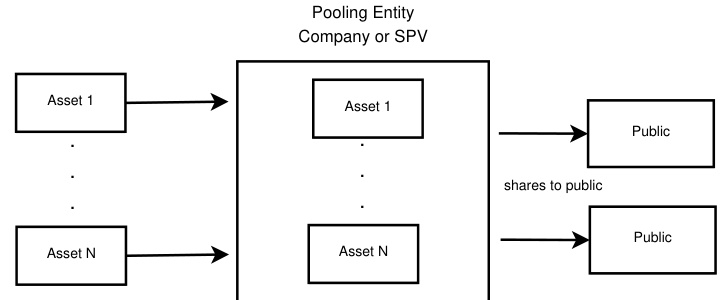 Pooling Entity
Company or SPV
Asset 1
Asset 1
Public
shares to public
Asset N
Asset N
Public